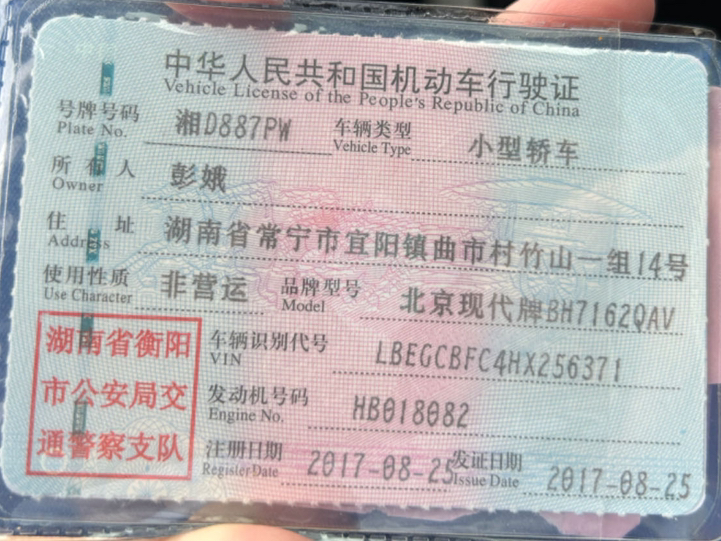 中华人民共和国机动车行驶证
Vehicle License of the People's Republic of China
号牌号码 湘D887PW 车辆类型 小型轿车
Plate No. Vehicle Type
所有人 彭娥
Owner
住址 湖南省常宁市宜阳镇曲市村竹山一组14号
Address
使用性质 非营运 品牌型号 北京现代牌BH7162QAV
Use Character Model
湖南省衡阳 车辆识别代号 LBEGCBFC4HX256371
VIN
市公安局交 发动机号码 HB018082
Engine No.
通警察支队 注册日期 2017-08-25 发证日期 2017-08-25
Register Date Issue Date